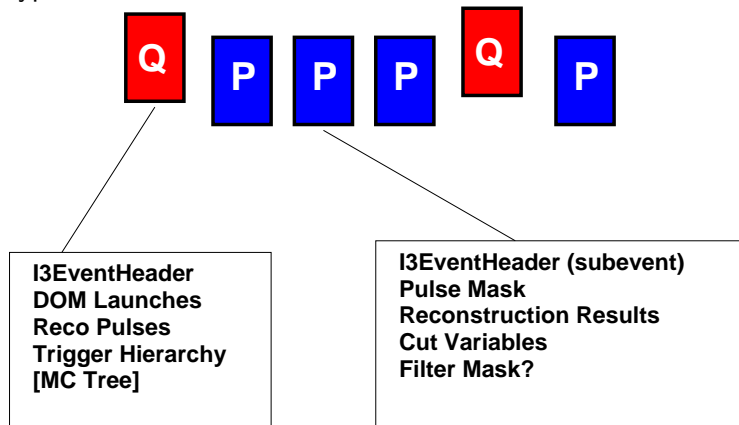 Q P P P Q P
I3EventHeader
DOM Launches
Reco Pulses
Trigger Hierarchy
[MC Tree]
I3EventHeader (subevent)
Pulse Mask
Reconstruction Results
Cut Variables
Filter Mask?